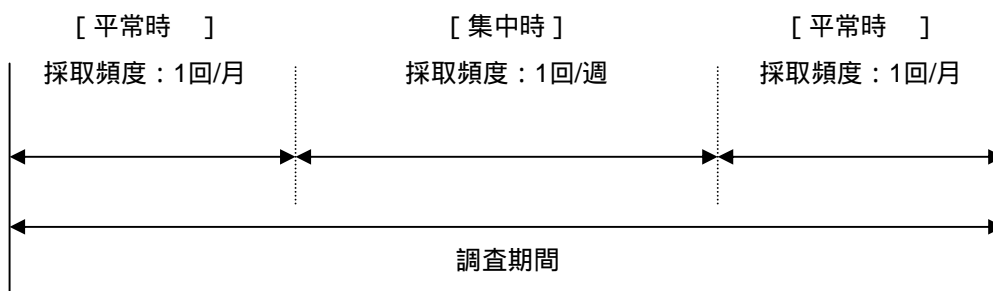 [ 平常時　]
[ 集中時 ]
[ 平常時　]
採取頻度：1回/月
採取頻度：1回/週
採取頻度：1回/月
調査期間